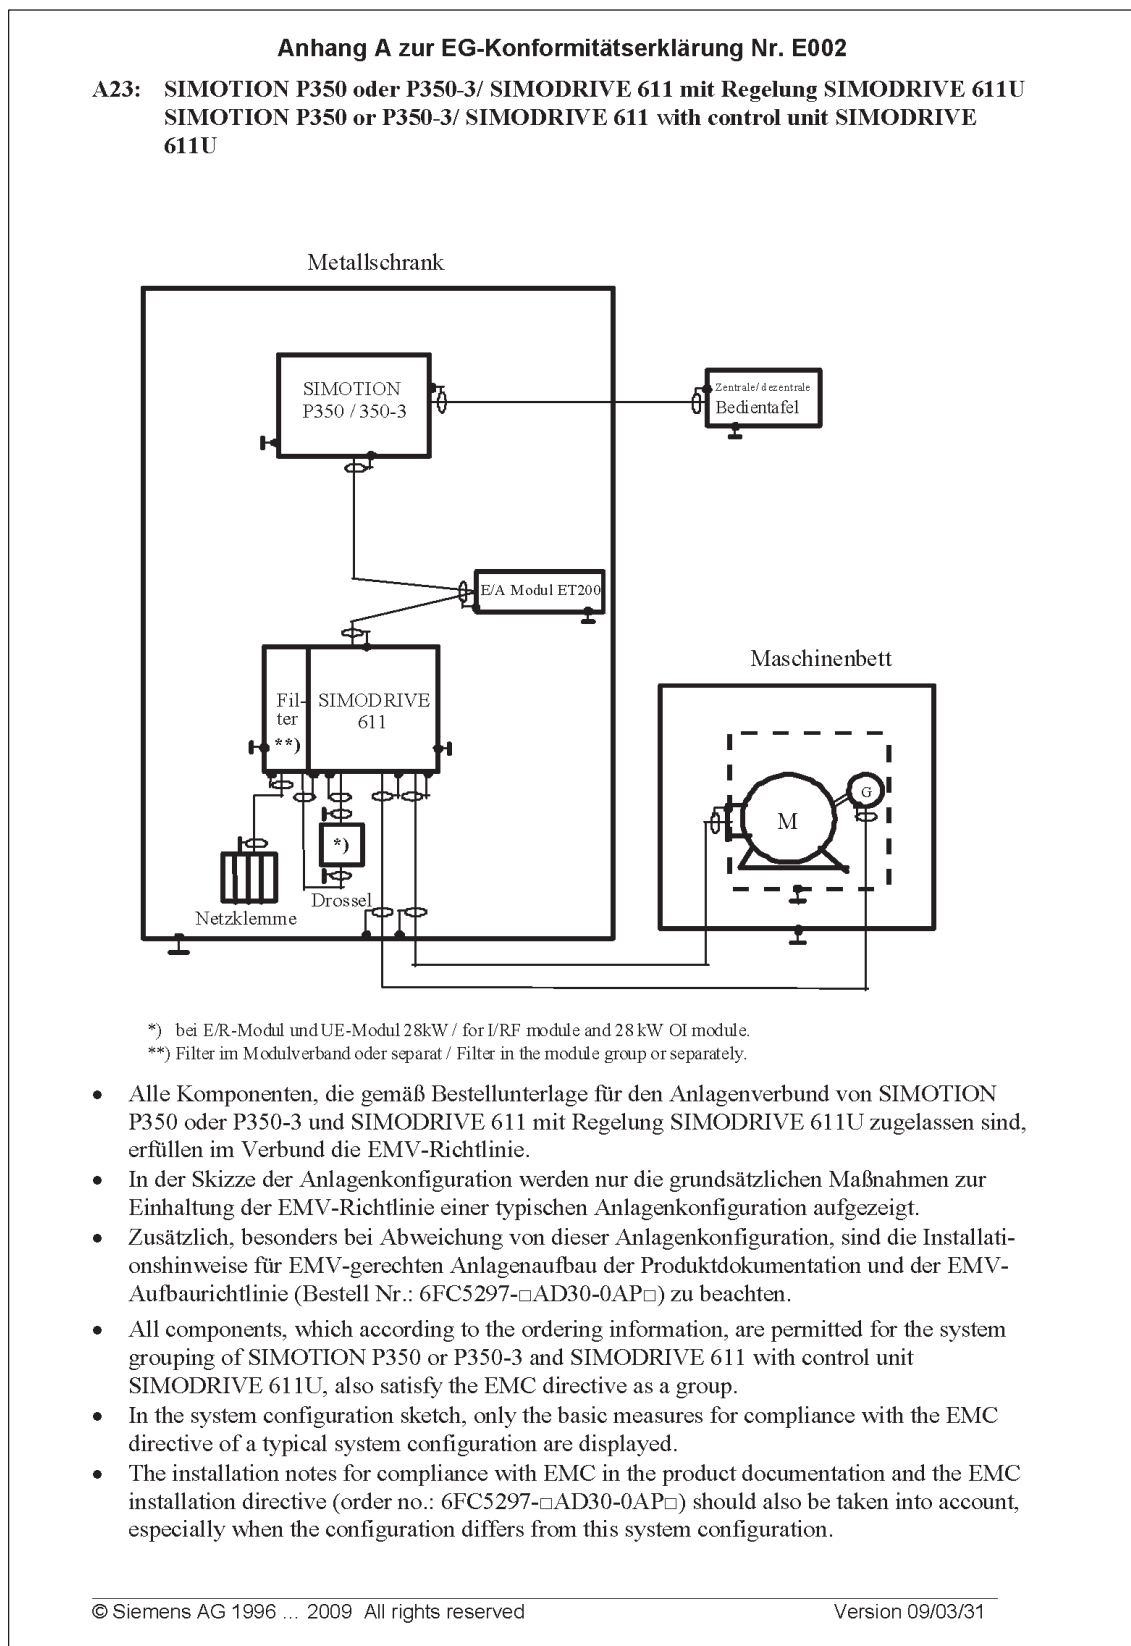 Anhang A zur EG-Konformitätserklärung Nr. E002
A23: SIMOTION P350 oder P350-3/ SIMODRIVE 611 mit Regelung SIMODRIVE 611U
SIMOTION P350 or P350-3/ SIMODRIVE 611 with control unit SIMODRIVE
611U
Metallschrank
SIMOTION
P350 / 350-3
Zentrale/dezentrale
Bedientafel
E/A Modul ET200
Maschinenbett
Fil-
ter
**)
SIMODRIVE
611
G
M
*)
Drossel
Netzklemme
*) bei E/R-Modul und UE-Modul 28kW / for I/RF module and 28 kW OI module.
**) Filter im Modulverband oder separat / Filter in the module group or separately.
• Alle Komponenten, die gemäß Bestellunterlage für den Anlagenverbund von SIMOTION
P350 oder P350-3 und SIMODRIVE 611 mit Regelung SIMODRIVE 611U zugelassen sind,
erfüllen im Verbund die EMV-Richtlinie.
• In der Skizze der Anlagenkonfiguration werden nur die grundsätzlichen Maßnahmen zur
Einhaltung der EMV-Richtlinie einer typischen Anlagenkonfiguration aufgezeigt.
• Zusätzlich, besonders bei Abweichung von dieser Anlagenkonfiguration, sind die Installati-
onshinweise für EMV-gerechten Anlagenaufbau der Produktdokumentation und der EMV-
Aufbaurichtlinie (Bestell Nr.: 6FC5297-□AD30-0AP□) zu beachten.
• All components, which according to the ordering information, are permitted for the system
grouping of SIMOTION P350 or P350-3 and SIMODRIVE 611 with control unit
SIMODRIVE 611U, also satisfy the EMC directive as a group.
• In the system configuration sketch, only the basic measures for compliance with the EMC
directive of a typical system configuration are displayed.
• The installation notes for compliance with EMC in the product documentation and the EMC
installation directive (order no.: 6FC5297-□AD30-0AP□) should also be taken into account,
especially when the configuration differs from this system configuration.
© Siemens AG 1996 ... 2009 All rights reserved Version 09/03/31